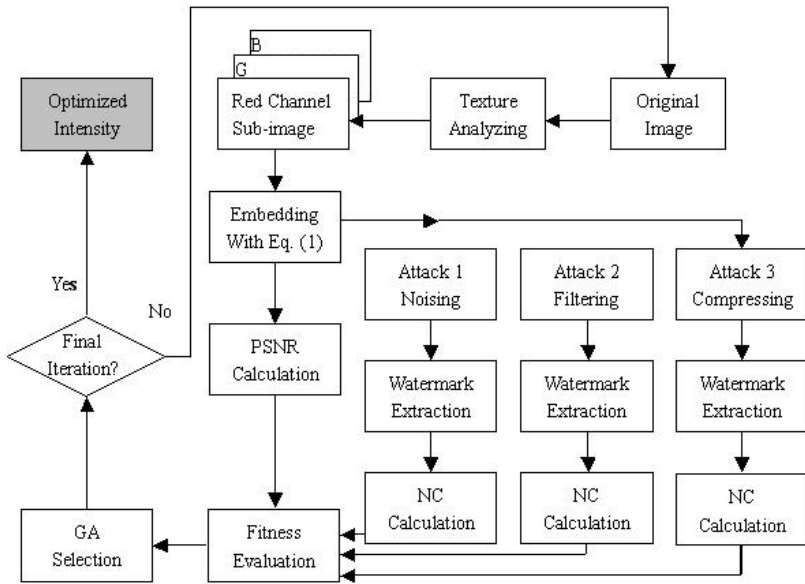 B
G
Optimized
Intensity
Red Channel
Sub-image
Texture
Analyzing
Original
Image
Embedding
With Eq. (1)
Attack 1
Noising
Attack 2
Filtering
Attack 3
Compressing
Yes
No
Final
Iteration?
PSNR
Calculation
Watermark
Extraction
Watermark
Extraction
Watermark
Extraction
NC
Calculation
NC
Calculation
NC
Calculation
GA
Selection
Fitness
Evaluation